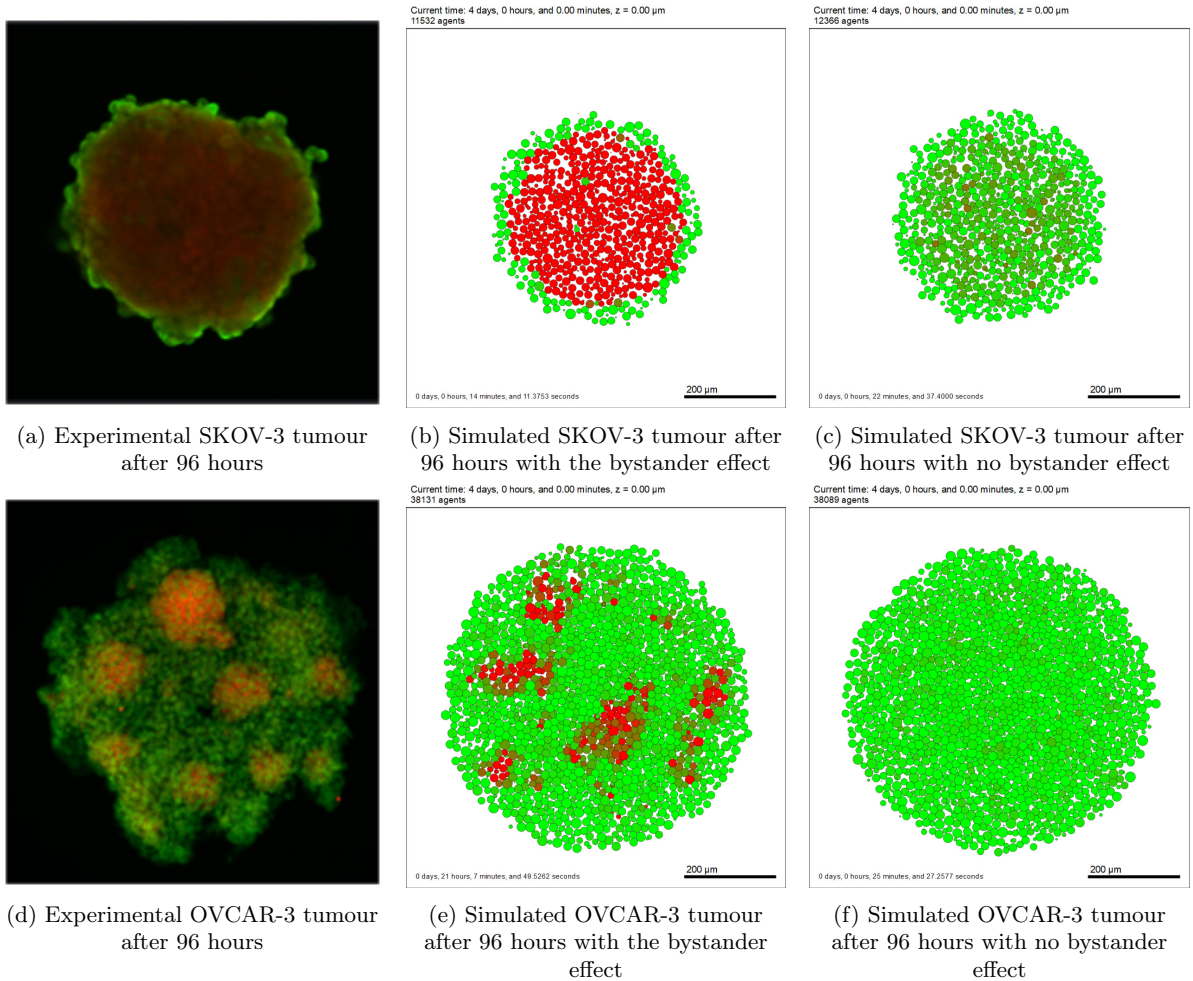 Current time: 4 days, 0 hours, and 0.00 minutes, z = 0.00 µm
11532 agents
Current time: 4 days, 0 hours, and 0.00 minutes, z = 0.00 µm
12366 agents
200 µm
0 days, 0 hours, 14 minutes, and 11.3753 seconds
200 µm
0 days, 0 hours, 22 minutes, and 37.4000 seconds
(a) Experimental SKOV-3 tumour
after 96 hours
(b) Simulated SKOV-3 tumour after
96 hours with the bystander effect
(c) Simulated SKOV-3 tumour after
96 hours with no bystander effect
Current time: 4 days, 0 hours, and 0.00 minutes, z = 0.00 µm
38131 agents
Current time: 4 days, 0 hours, and 0.00 minutes, z = 0.00 µm
38089 agents
200 µm
0 days, 21 hours, 7 minutes, and 49.5262 seconds
200 µm
0 days, 0 hours, 25 minutes, and 27.2577 seconds
(d) Experimental OVCAR-3 tumour
after 96 hours
(e) Simulated OVCAR-3 tumour
after 96 hours with the bystander
effect
(f) Simulated OVCAR-3 tumour
after 96 hours with no bystander
effect